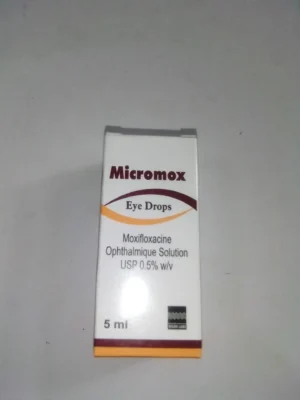 Micromox
Eye Drops
Moxifloxacine
Ophthalmique Solution
USP 0.5% w/v
5 ml